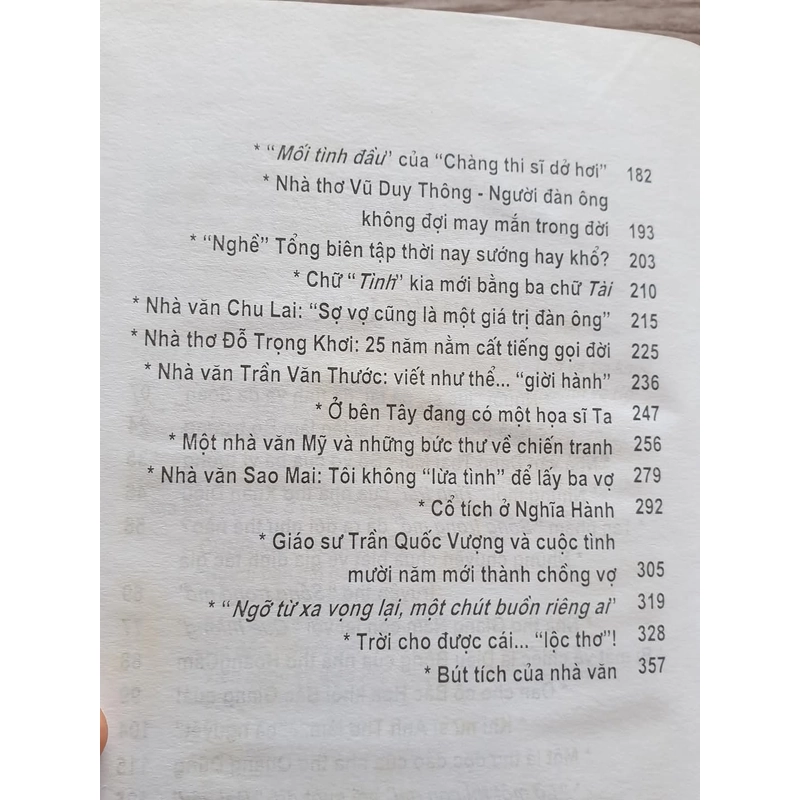 * "Mối tình đầu" của "Chàng thi sĩ dở hơi" 182
* Nhà thơ Vũ Duy Thông - Người đàn ông
không đợi may mắn trong đời 193
* "Nghề" Tổng biên tập thời nay sướng hay khổ? 203
* Chữ "Tình" kia mới bằng ba chữ Tài 210
* Nhà văn Chu Lai: "Sợ vợ cũng là một giá trị đàn ông" 215
* Nhà thơ Đỗ Trọng Khơi: 25 năm nằm cất tiếng gọi đời 225
* Nhà văn Trần Văn Thước: viết như thể... "giời hành" 236
* Ở bên Tây đang có một họa sĩ Ta 247
* Một nhà văn Mỹ và những bức thư về chiến tranh 256
* Nhà văn Sao Mai: Tôi không "lừa tình" để lấy ba vợ 279
* Cổ tích ở Nghĩa Hành 292
* Giáo sư Trần Quốc Vượng và cuộc tình
mười năm mới thành chồng vợ 305
* "Ngỡ từ xa vọng lại, một chút buồn riêng ai" 319
* Trời cho được cái... "lộc thơ"! 328
* Bút tích của nhà văn 357